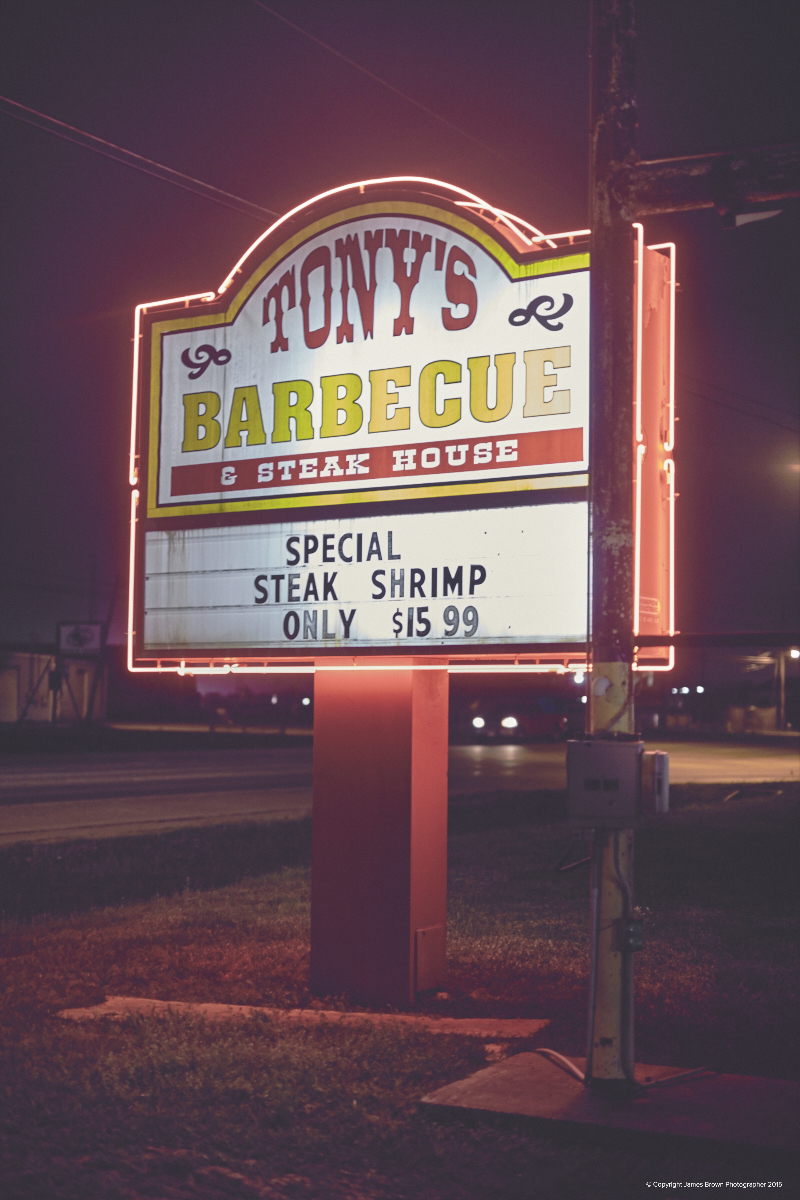 TONY'S
BARBECUE
& STEAK HOUSE
SPECIAL
STEAK SHRIMP
ONLY $15 99
© Copyright James Brown Photographer 2015